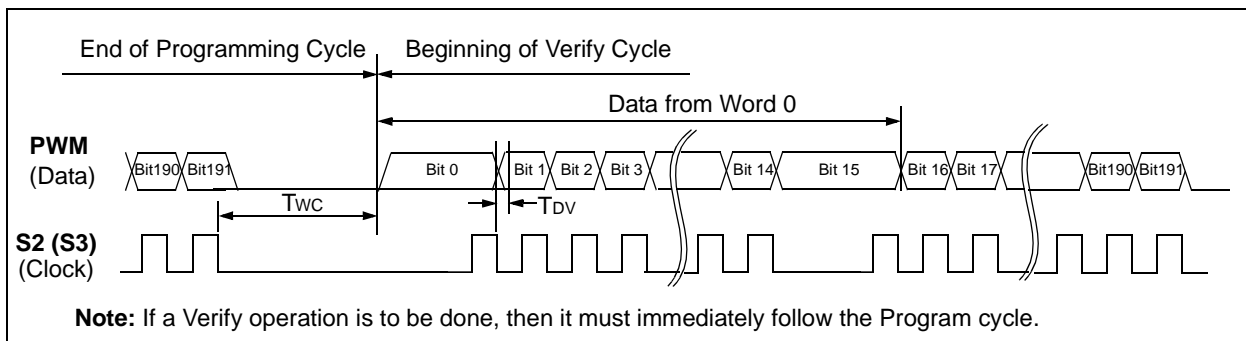 End of Programming Cycle Beginning of Verify Cycle
Data from Word 0
PWM
(Data)
Bit190 Bit191 Bit 0 Bit 1 Bit 2 Bit 3 Bit 14 Bit 15 Bit 16 Bit 17 Bit190 Bit191
TWC TDV
S2 (S3)
(Clock)
Note: If a Verify operation is to be done, then it must immediately follow the Program cycle.